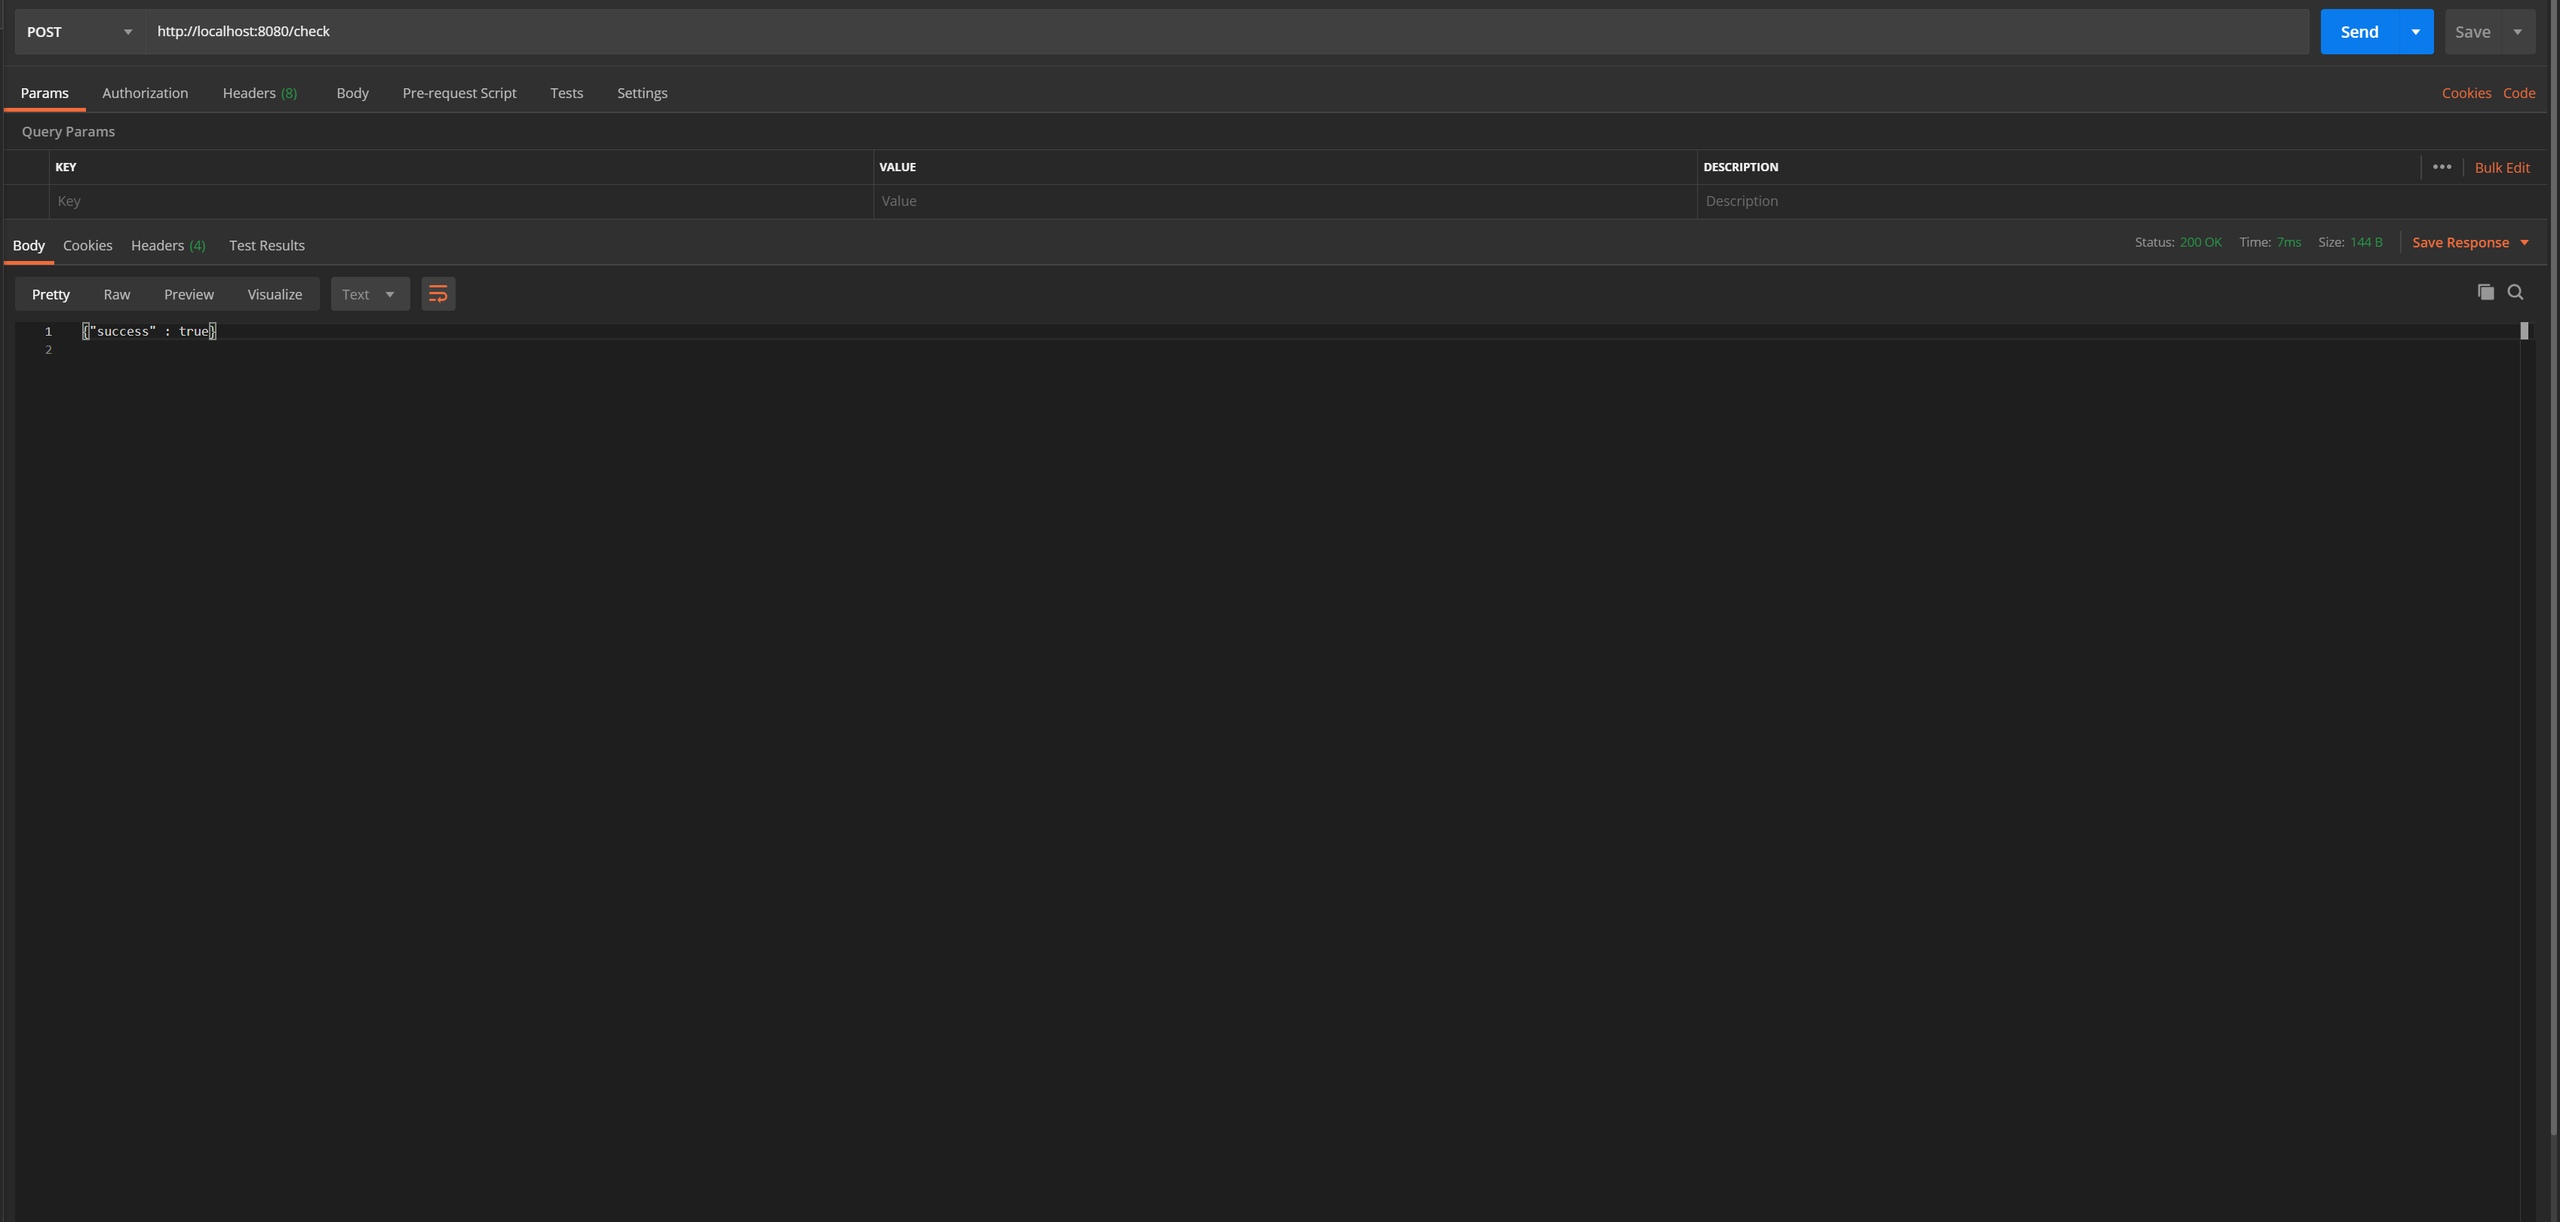 POST http://localhost:8080/check Send Save
Params Authorization Headers (8) Body Pre-request Script Tests Settings Cookies Code
Query Params
KEY VALUE DESCRIPTION ••• Bulk Edit
Key Value Description
Body Cookies Headers (4) Test Results Status: 200 OK Time: 7ms Size: 144 B Save Response
Pretty Raw Preview Visualize Text
1 {"success" : true}
2